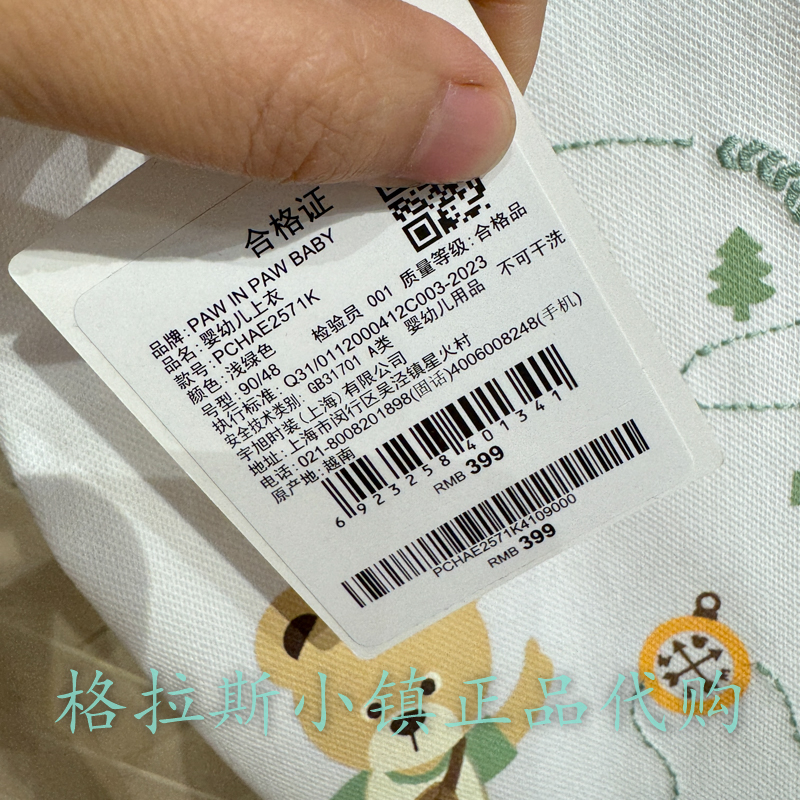 合格证
品牌:PAW IN PAW BABY
品名:婴幼儿上衣
款号:PCHAE2571K
颜色:浅绿色 检验员 001 质量等级:合格品
号型:90/48
执行标准:Q31/0112000412C003-2023
安全技术类别:GB31701 A类 婴幼儿用品 不可干洗
宇旭时装(上海)有限公司
地址:上海市闵行区吴泾镇星火村
电话:021-8008201898(固话)4006008248(手机)
原产地:越南
6923258401341
RMB 399
PCHAE2571K4109000
RMB 399
格拉斯小镇正品代购